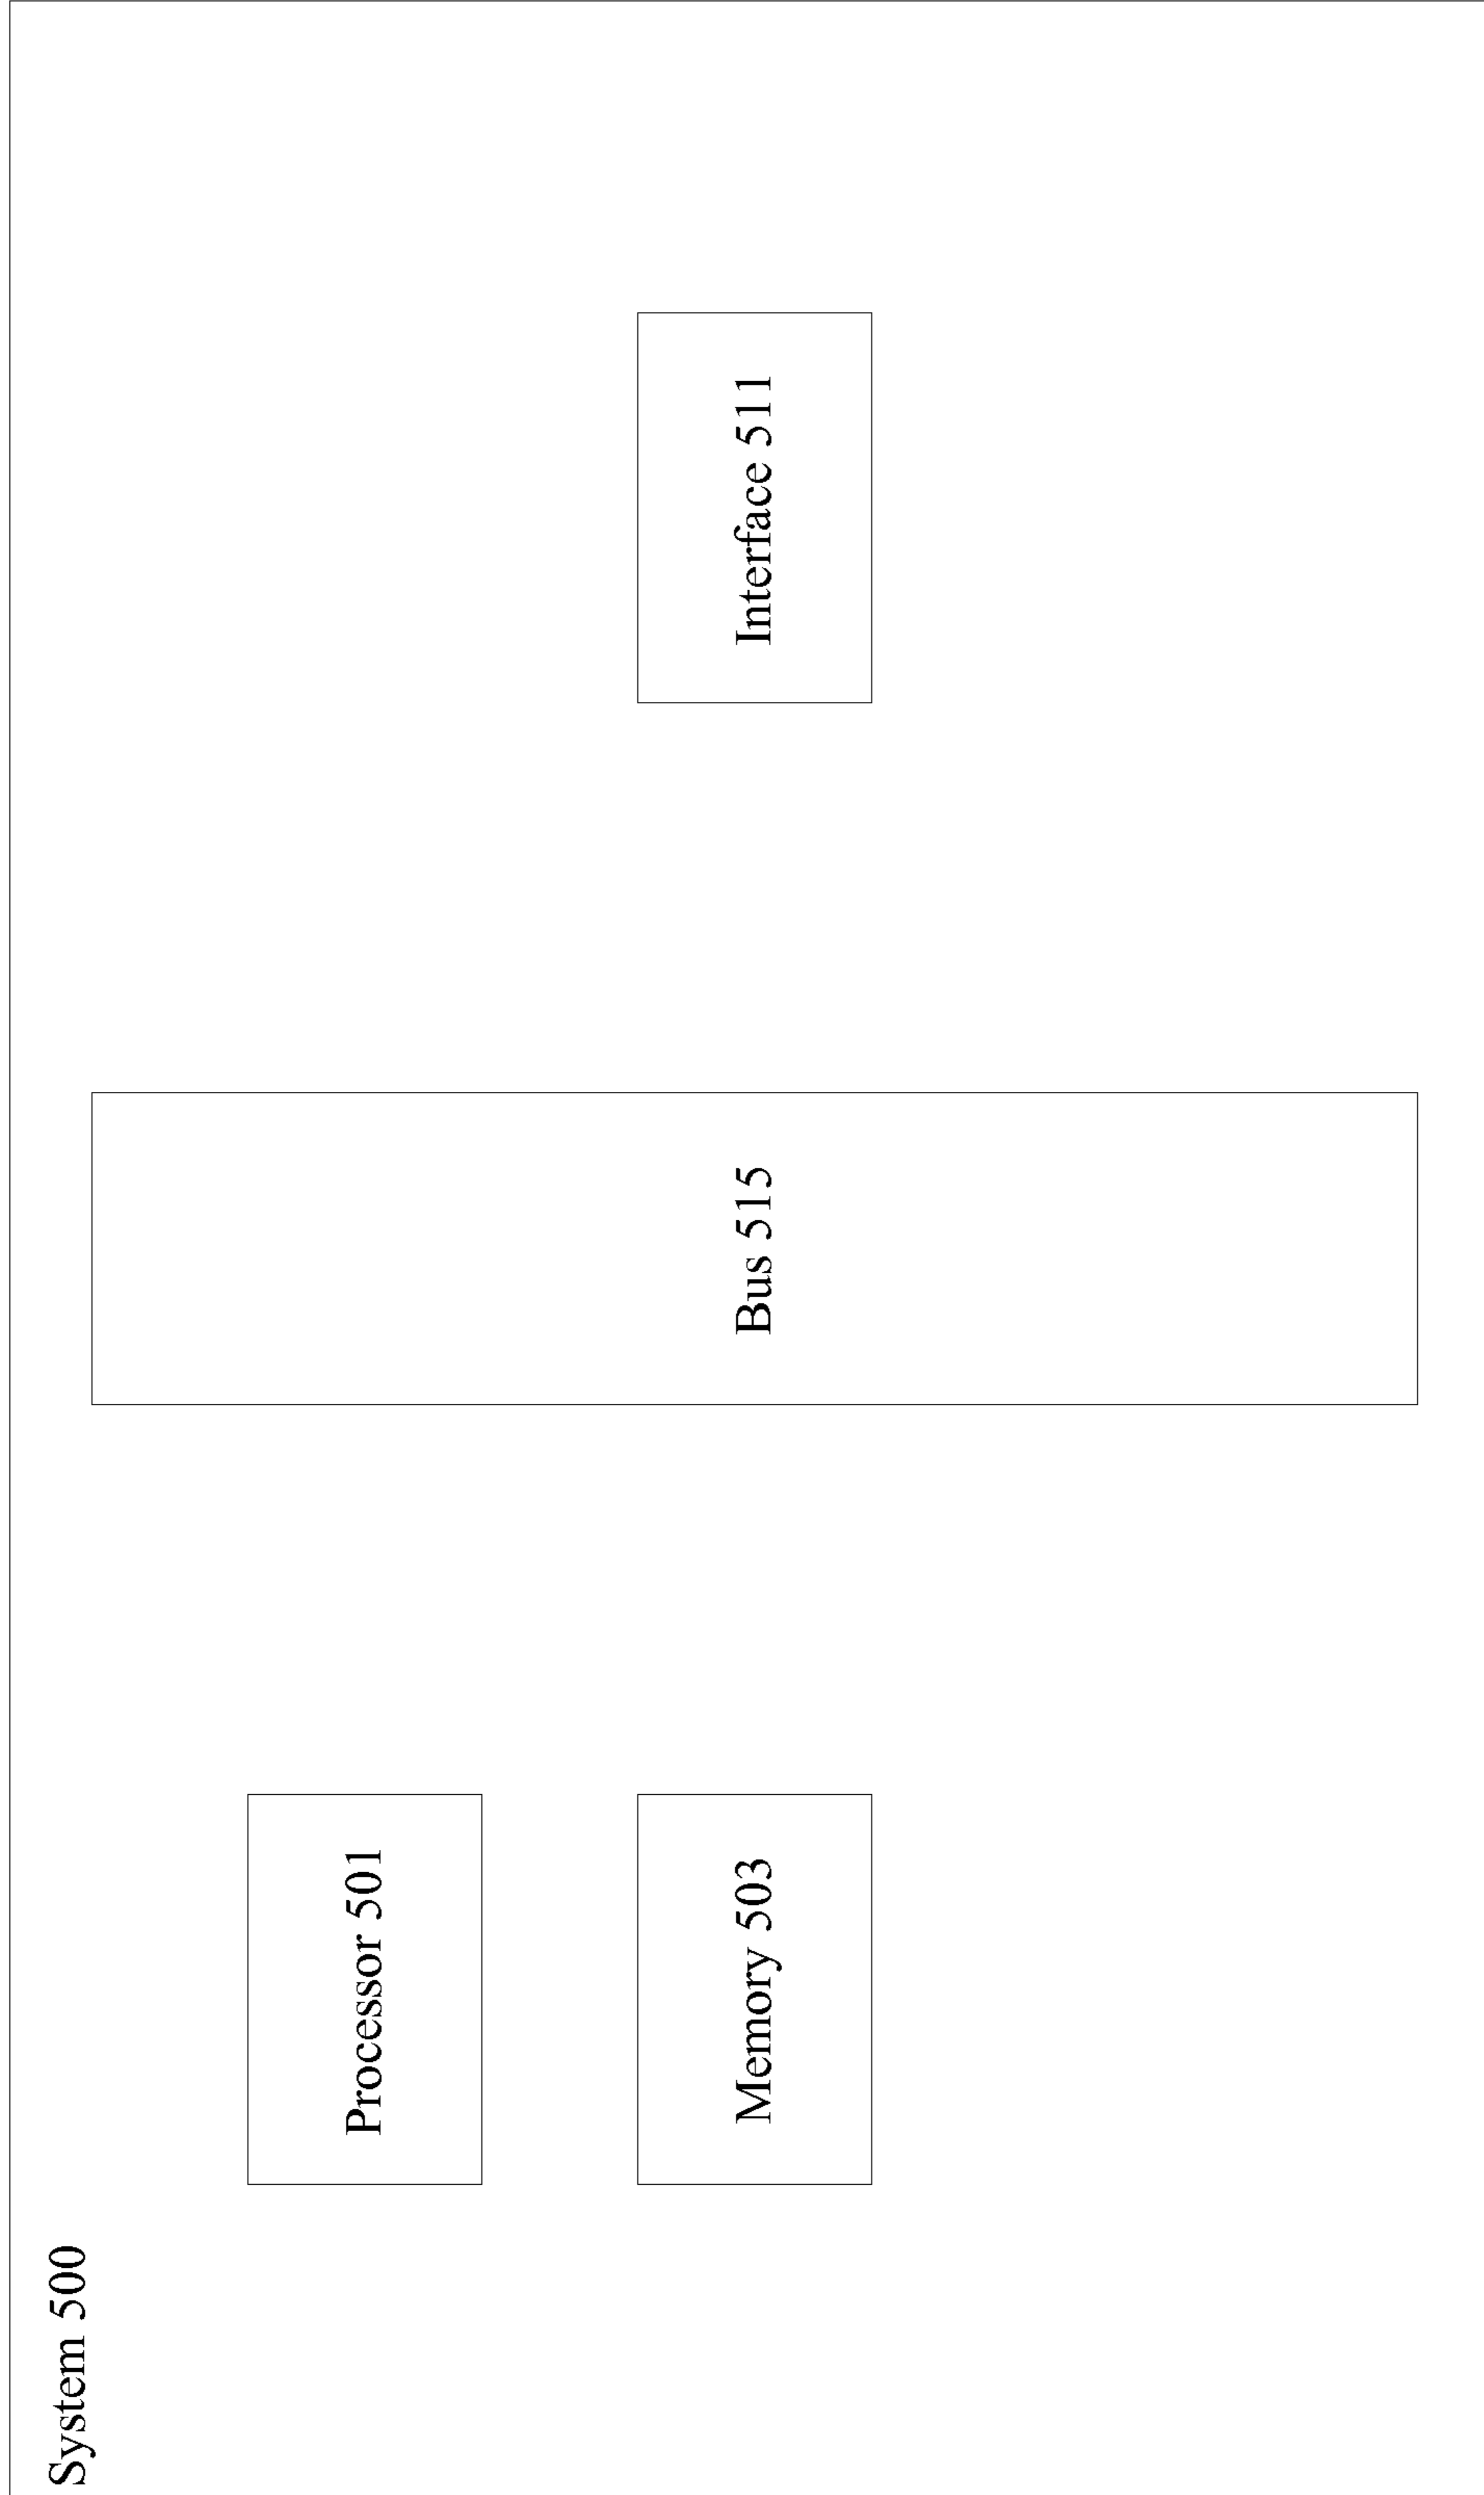 System 500
Processor 501
Memory 503
Bus 515
Interface 511